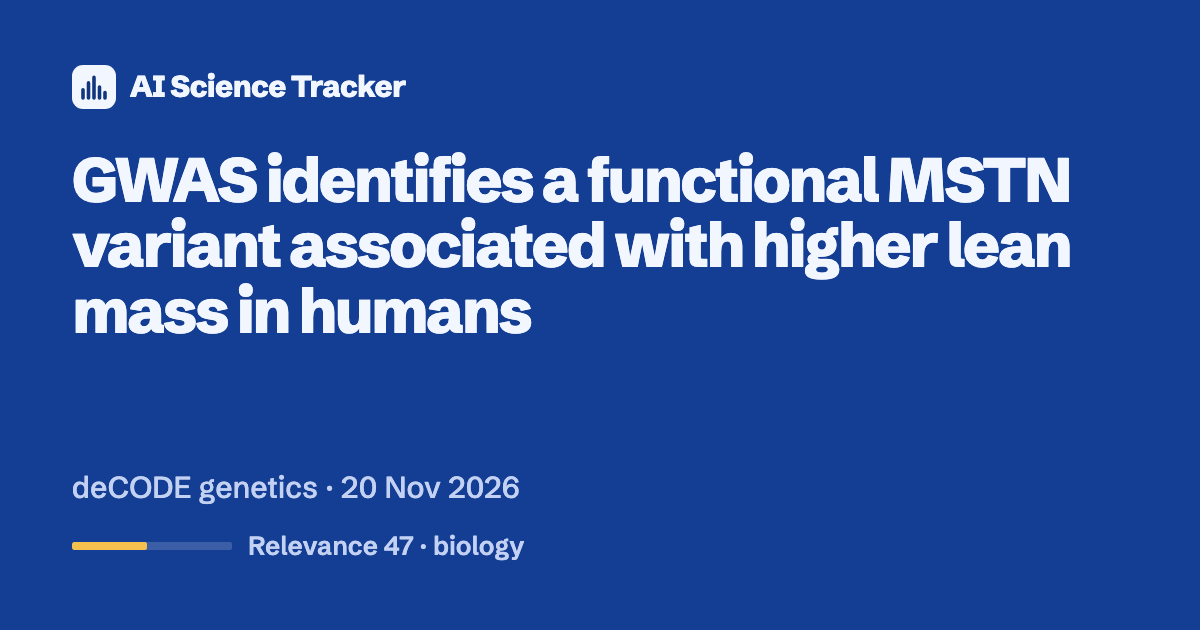 AI Science Tracker
GWAS identifies a functional MSTN
variant associated with higher lean
mass in humans
deCODE genetics · 20 Nov 2026
Relevance 47 · biology